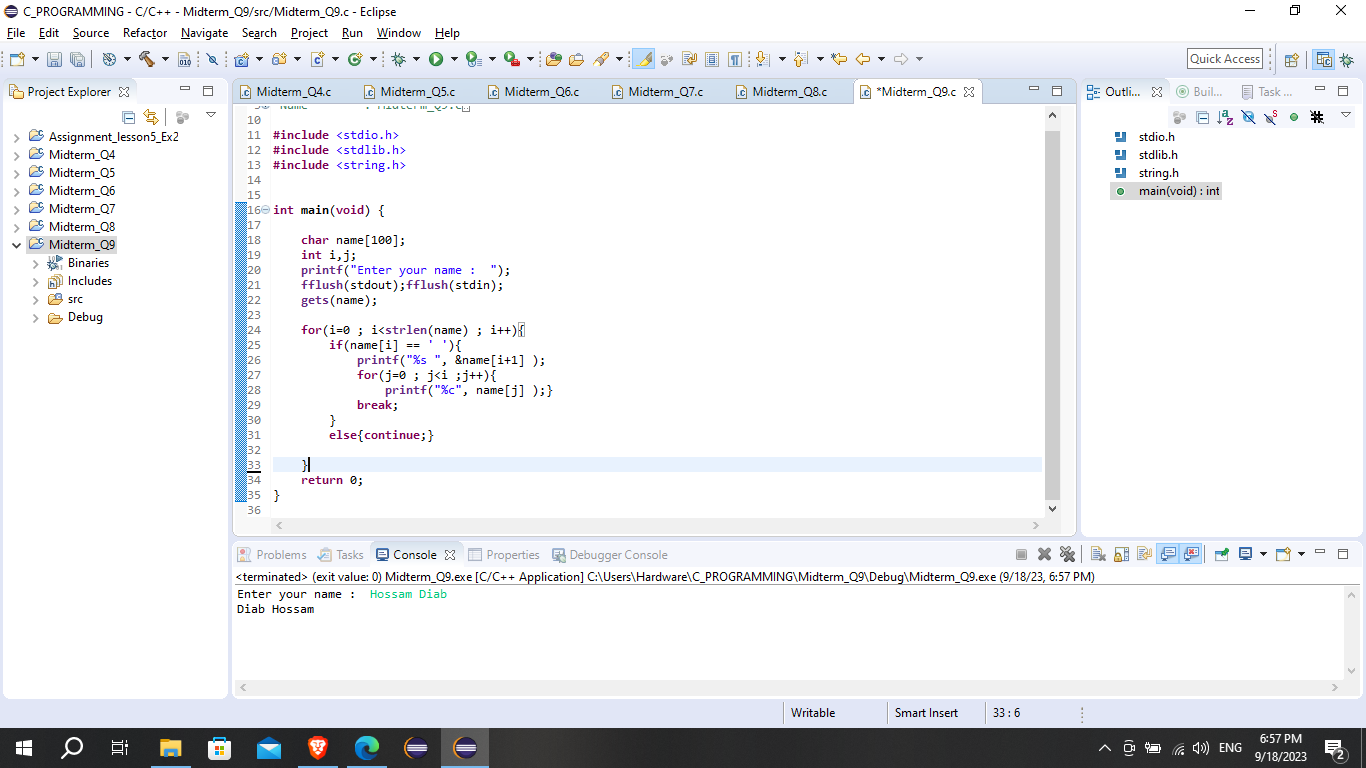 C_PROGRAMMING - C/C++ - Midterm_Q9/src/Midterm_Q9.c - Eclipse
File Edit Source Refactor Navigate Search Project Run Window Help
Quick Access
Project Explorer
Assignment_lesson5_Ex2
Midterm_Q4
Midterm_Q5
Midterm_Q6
Midterm_Q7
Midterm_Q8
Midterm_Q9
Binaries
Includes
src
Debug
Midterm_Q4.c Midterm_Q5.c Midterm_Q6.c Midterm_Q7.c Midterm_Q8.c *Midterm_Q9.c
Name : Midterm_Q9.c
10
11 #include <stdio.h>
12 #include <stdlib.h>
13 #include <string.h>
14
15
16 int main(void) {
17
18 char name[100];
19 int i,j;
20 printf("Enter your name :  ");
21 fflush(stdout);fflush(stdin);
22 gets(name);
23
24 for(i=0 ; i<strlen(name) ; i++){
25 if(name[i] == ' '){
26 printf("%s ", &name[i+1] );
27 for(j=0 ; j<i ;j++){
28 printf("%c", name[j] );}
29 break;
30 }
31 else{continue;}
32
33 }
34 return 0;
35 }
36
Outli... Buil... Task ...
stdio.h
stdlib.h
string.h
main(void) : int
Problems Tasks Console Properties Debugger Console
<terminated> (exit value: 0) Midterm_Q9.exe [C/C++ Application] C:\Users\Hardware\C_PROGRAMMING\Midterm_Q9\Debug\Midterm_Q9.exe (9/18/23, 6:57 PM)
Enter your name :  Hossam Diab
Diab Hossam
Writable Smart Insert 33 : 6
ENG
6:57 PM
9/18/2023
2